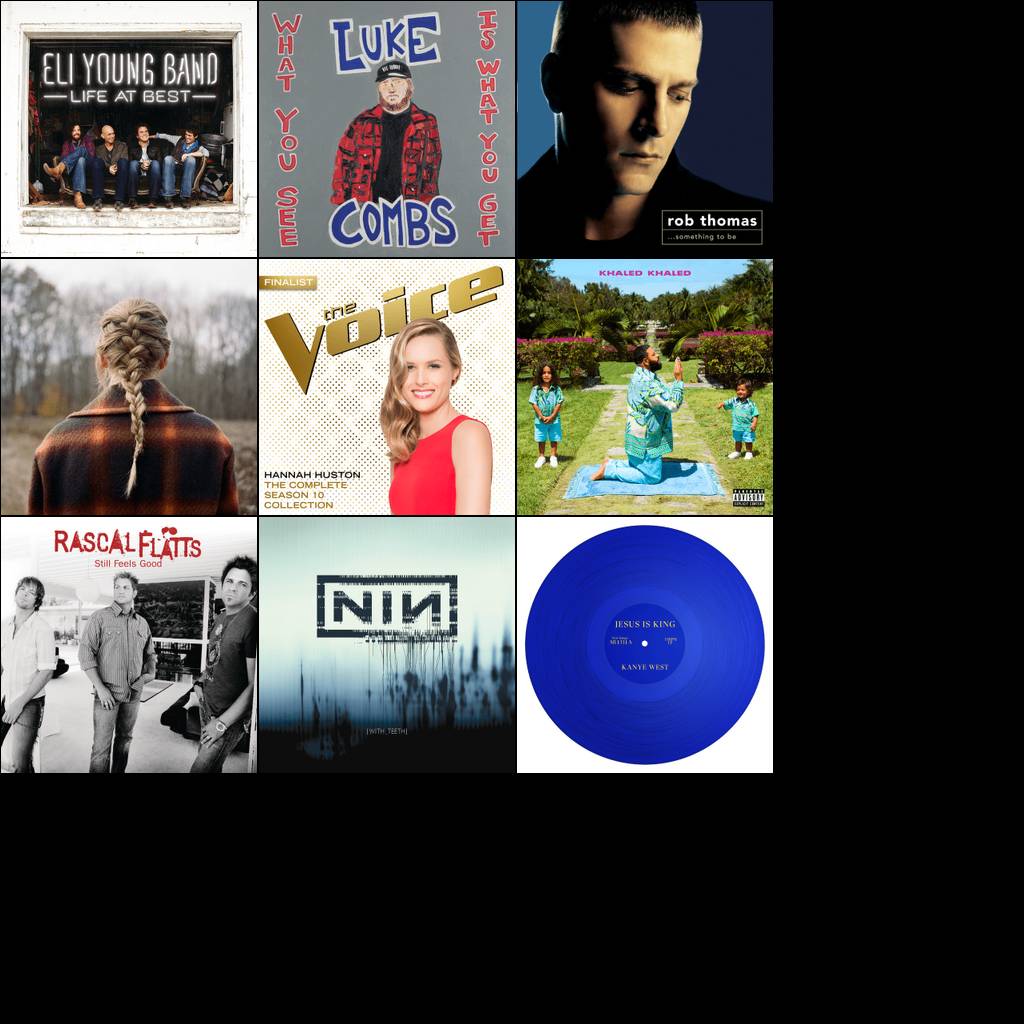 ELI YOUNG BAND
LIFE AT BEST
WHAT YOU SEE
LUKE
COMBS
IS WHAT YOU GET
rob thomas
...something to be
FINALIST
the Voice
HANNAH HUSTON
THE COMPLETE
SEASON 10
COLLECTION
KHALED KHALED
PARENTAL
ADVISORY
EXPLICIT CONTENT
RASCAL FLATTS
Still Feels Good
NIИ
[WITH_TEETH]
JESUS IS KING
KANYE WEST